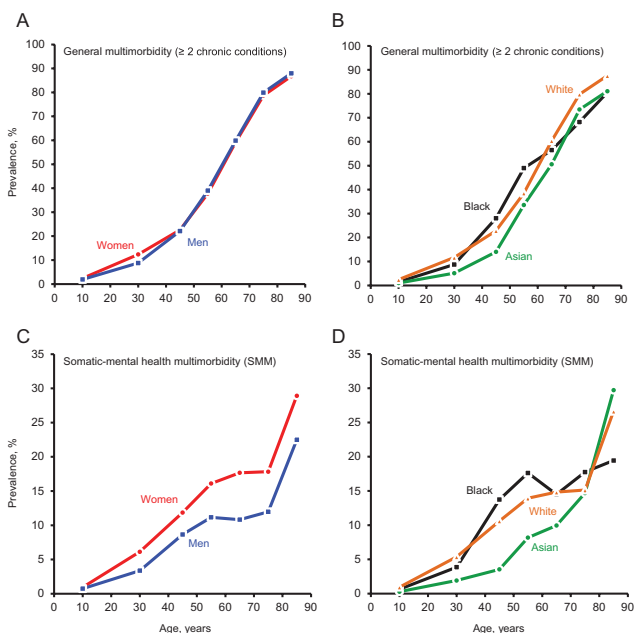 A
General multimorbidity (≥ 2 chronic conditions)
100
90
80
70
60
50
40
30
20
10
0
Prevalence, %
Women
Men
0 10 20 30 40 50 60 70 80 90
B
General multimorbidity (≥ 2 chronic conditions)
100
90
80
70
60
50
40
30
20
10
0
White
Black
Asian
0 10 20 30 40 50 60 70 80 90
C
Somatic-mental health multimorbidity (SMM)
35
30
25
20
15
10
5
0
Prevalence, %
Women
Men
0 10 20 30 40 50 60 70 80 90
Age, years
D
Somatic-mental health multimorbidity (SMM)
35
30
25
20
15
10
5
0
Black
White
Asian
0 10 20 30 40 50 60 70 80 90
Age, years